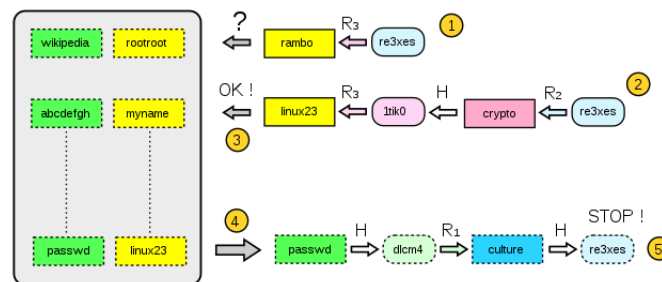 ? R₃ 1
wikipedia rootroot rambo re3xes
OK ! R₃ H R₂ 2
abcdefgh myname linux23 1tik0 crypto re3xes
3
4 STOP !
H R₁ H
passwd linux23 passwd dlcm4 culture re3xes 5